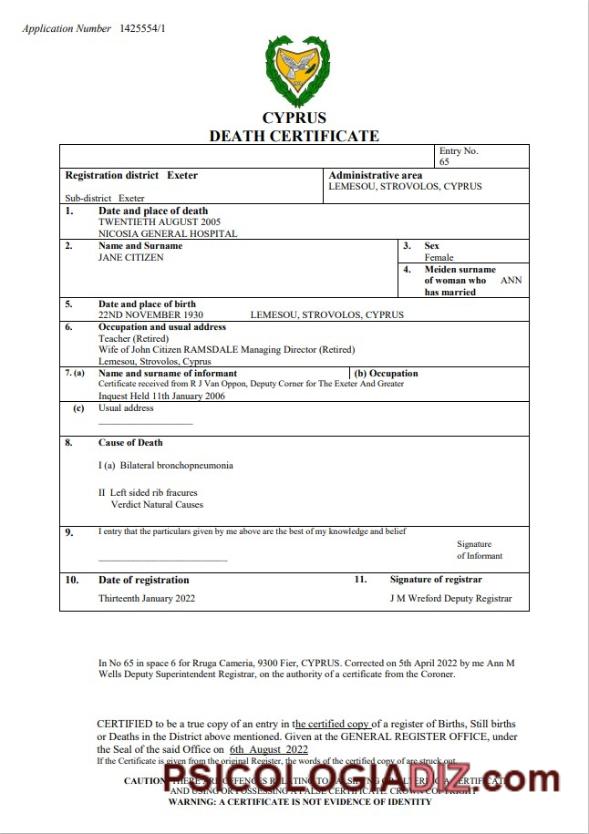 Application Number 1425554/1
CYPRUS
DEATH CERTIFICATE
Entry No.
65
Registration district Exeter
Sub-district Exeter
Administrative area
LEMESOU, STROVOLOS, CYPRUS
1. Date and place of death
TWENTIETH AUGUST 2005
NICOSIA GENERAL HOSPITAL
2. Name and Surname
JANE CITIZEN
3. Sex
Female
4. Meiden surname
of woman who ANN
has married
5. Date and place of birth
22ND NOVEMBER 1930 LEMESOU, STROVOLOS, CYPRUS
6. Occupation and usual address
Teacher (Retired)
Wife of John Citizen RAMSDALE Managing Director (Retired)
Lemesou, Strovolos, Cyprus
7. (a) Name and surname of informant (b) Occupation
Certificate received from R J Van Oppon, Deputy Corner for The Exeter And Greater
Inquest Held 11th January 2006
(c) Usual address
8. Cause of Death
I (a) Bilateral bronchopneumonia
II Left sided rib fracures
Verdict Natural Causes
9. I entry that the particulars given by me above are the best of my knowledge and belief
Signature
of Informant
10. Date of registration 11. Signature of registrar
Thirteenth January 2022 J M Wreford Deputy Registrar
In No 65 in space 6 for Rruga Cameria, 9300 Fier, CYPRUS. Corrected on 5th April 2022 by me Ann M
Wells Deputy Superintendent Registrar, on the authority of a certificate from the Coroner.
CERTIFIED to be a true copy of an entry in the certified copy of a register of Births, Still births
or Deaths in the District above mentioned. Given at the GENERAL REGISTER OFFICE, under
the Seal of the said Office on 6th August 2022
If the Certificate is given from the original Register, the words of the certified copy of are struck out.
CAUTION THERE ARE OFFENCES RELATING TO A CERTIFICATE
AND USING OR POSSESSING A FALSE CERTIFICATE. CROWN COPYRIGHT
WARNING: A CERTIFICATE IS NOT EVIDENCE OF IDENTITY
PSICOLOGIADIZ.com